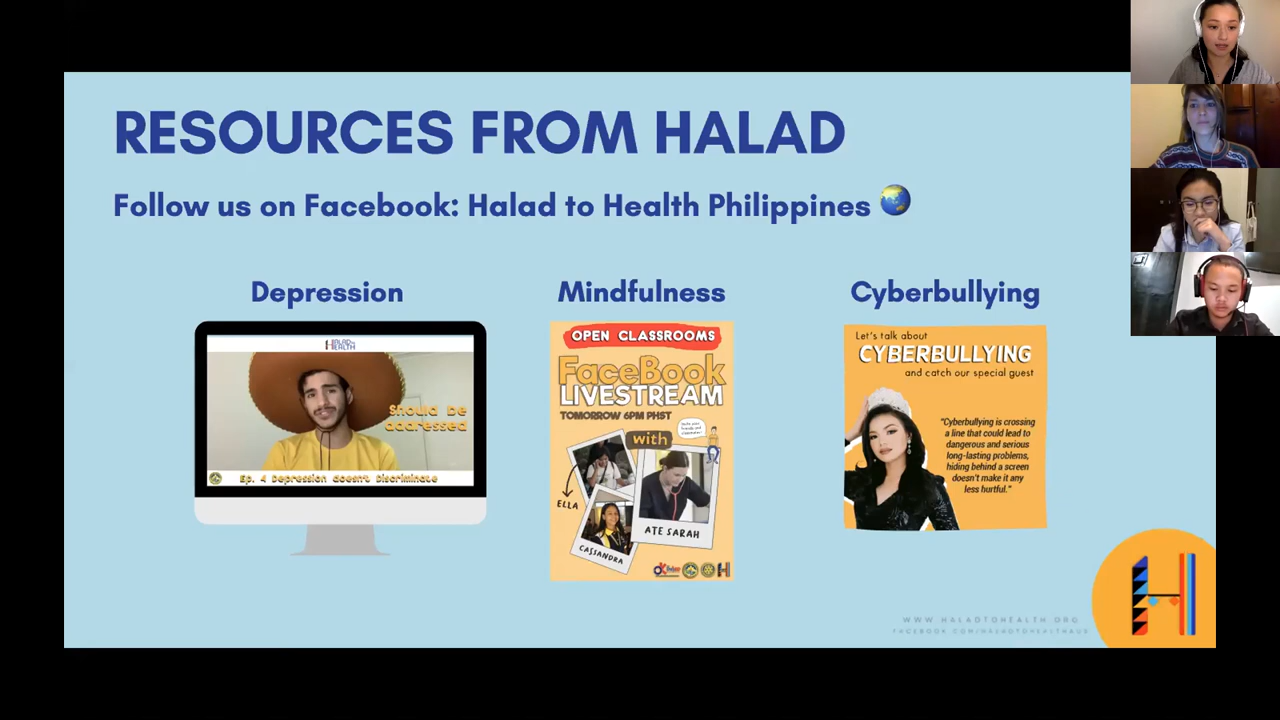 RESOURCES FROM HALAD
Follow us on Facebook: Halad to Health Philippines
Depression
HALAD TO
HEALTH
Should be
addressed
Ep. 4 Depression doesn't Discriminate
Mindfulness
OPEN CLASSROOMS
FaceBook
LIVESTREAM
TOMORROW 6PM PHST
with
ELLA
ATE SARAH
CASSANDRA
Cyberbullying
Let's talk about
CYBERBULLYING
and catch our special guest
"Cyberbullying is crossing
a line that could lead to
dangerous and serious
long-lasting problems,
hiding behind a screen
doesn't make it any
less hurtful."
WWW.HALADTOHEALTH.ORG
H